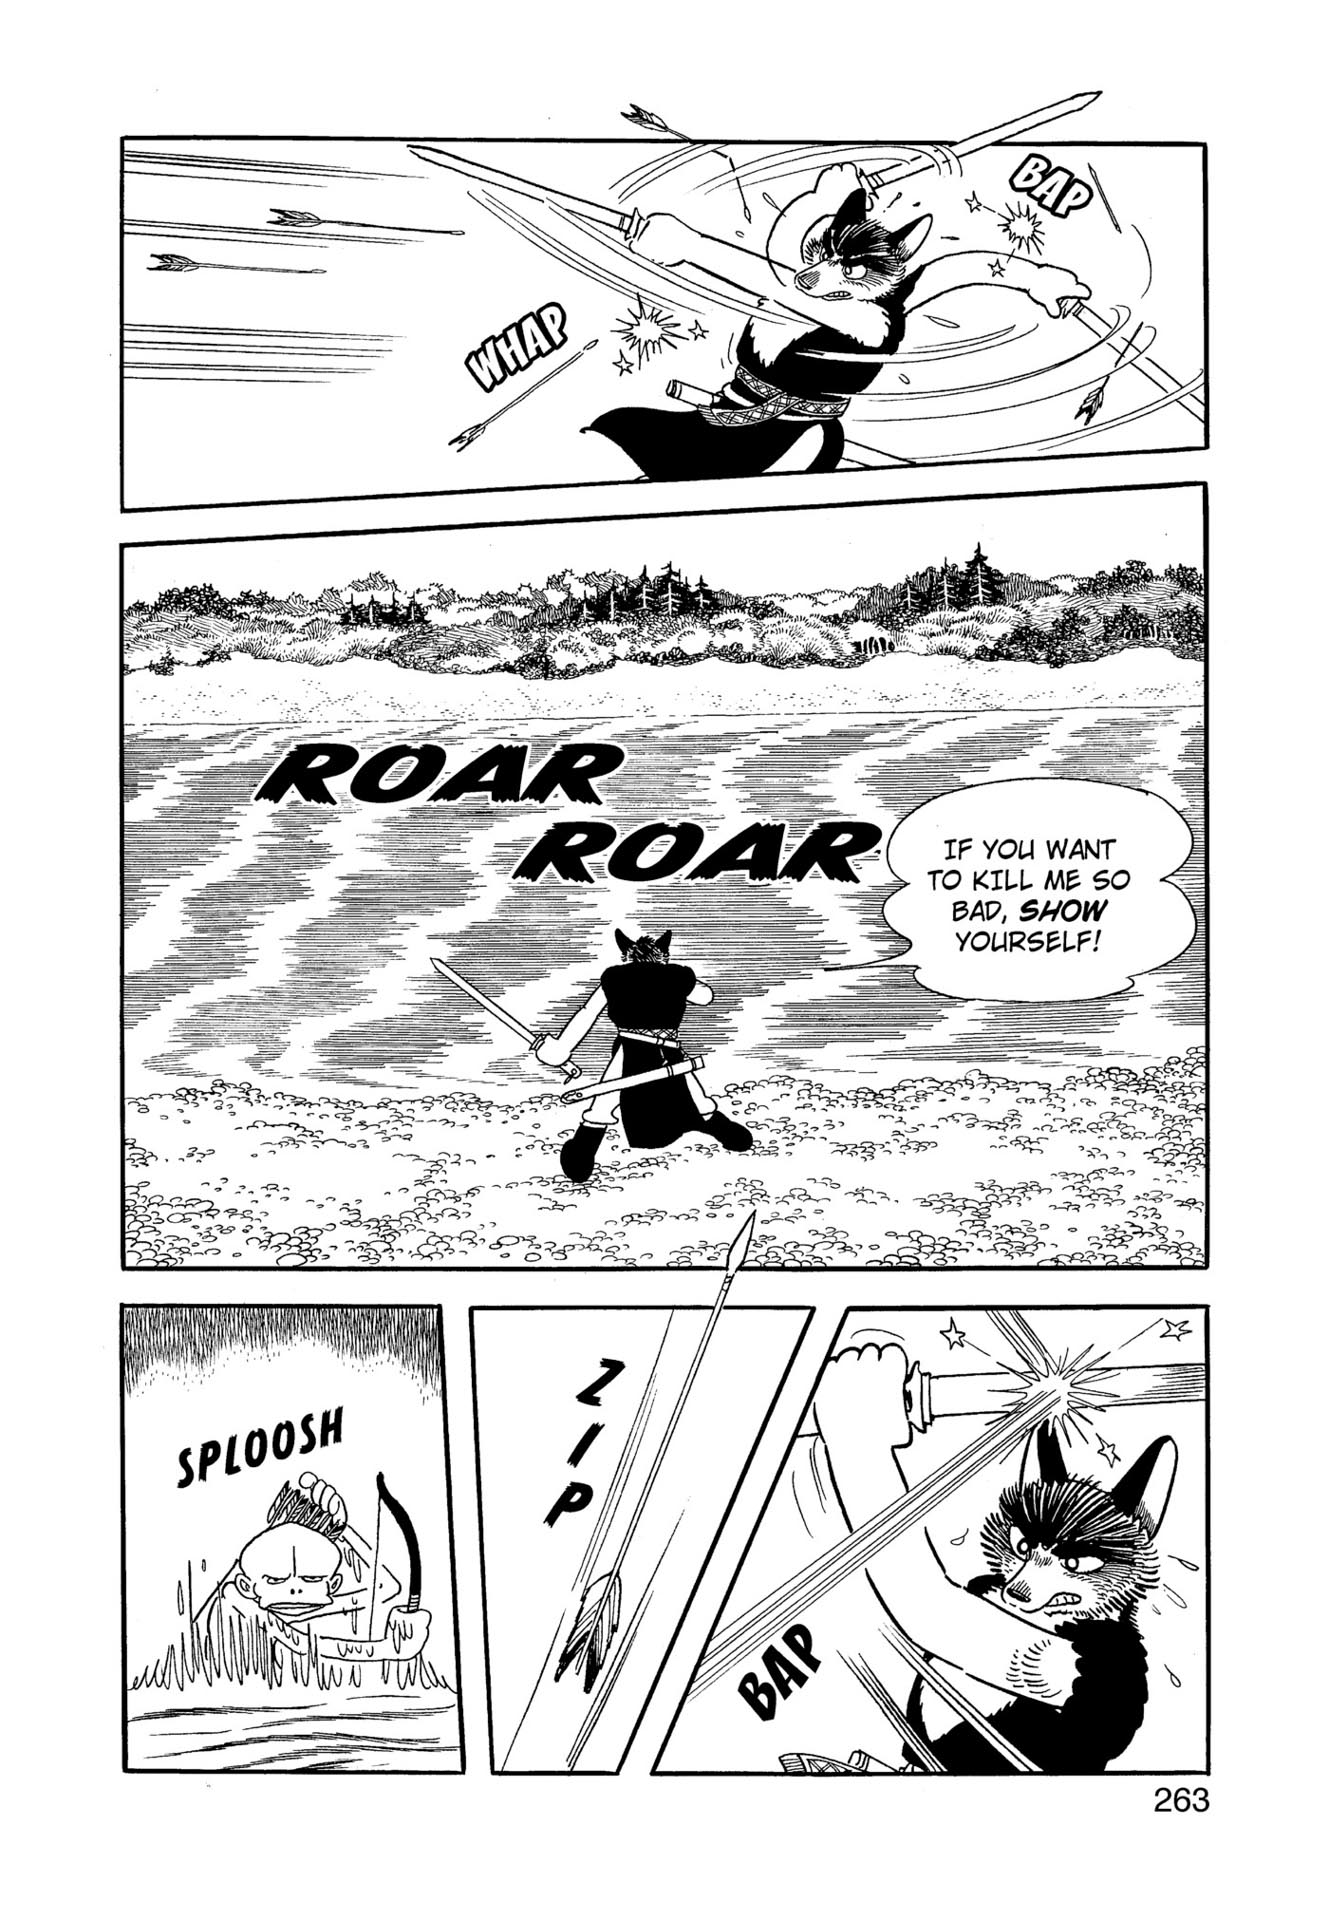 BAP
WHAP
ROAR
ROAR
IF YOU WANT
TO KILL ME SO
BAD, SHOW
YOURSELF!
SPLOOSH
ZIP
BAP
263